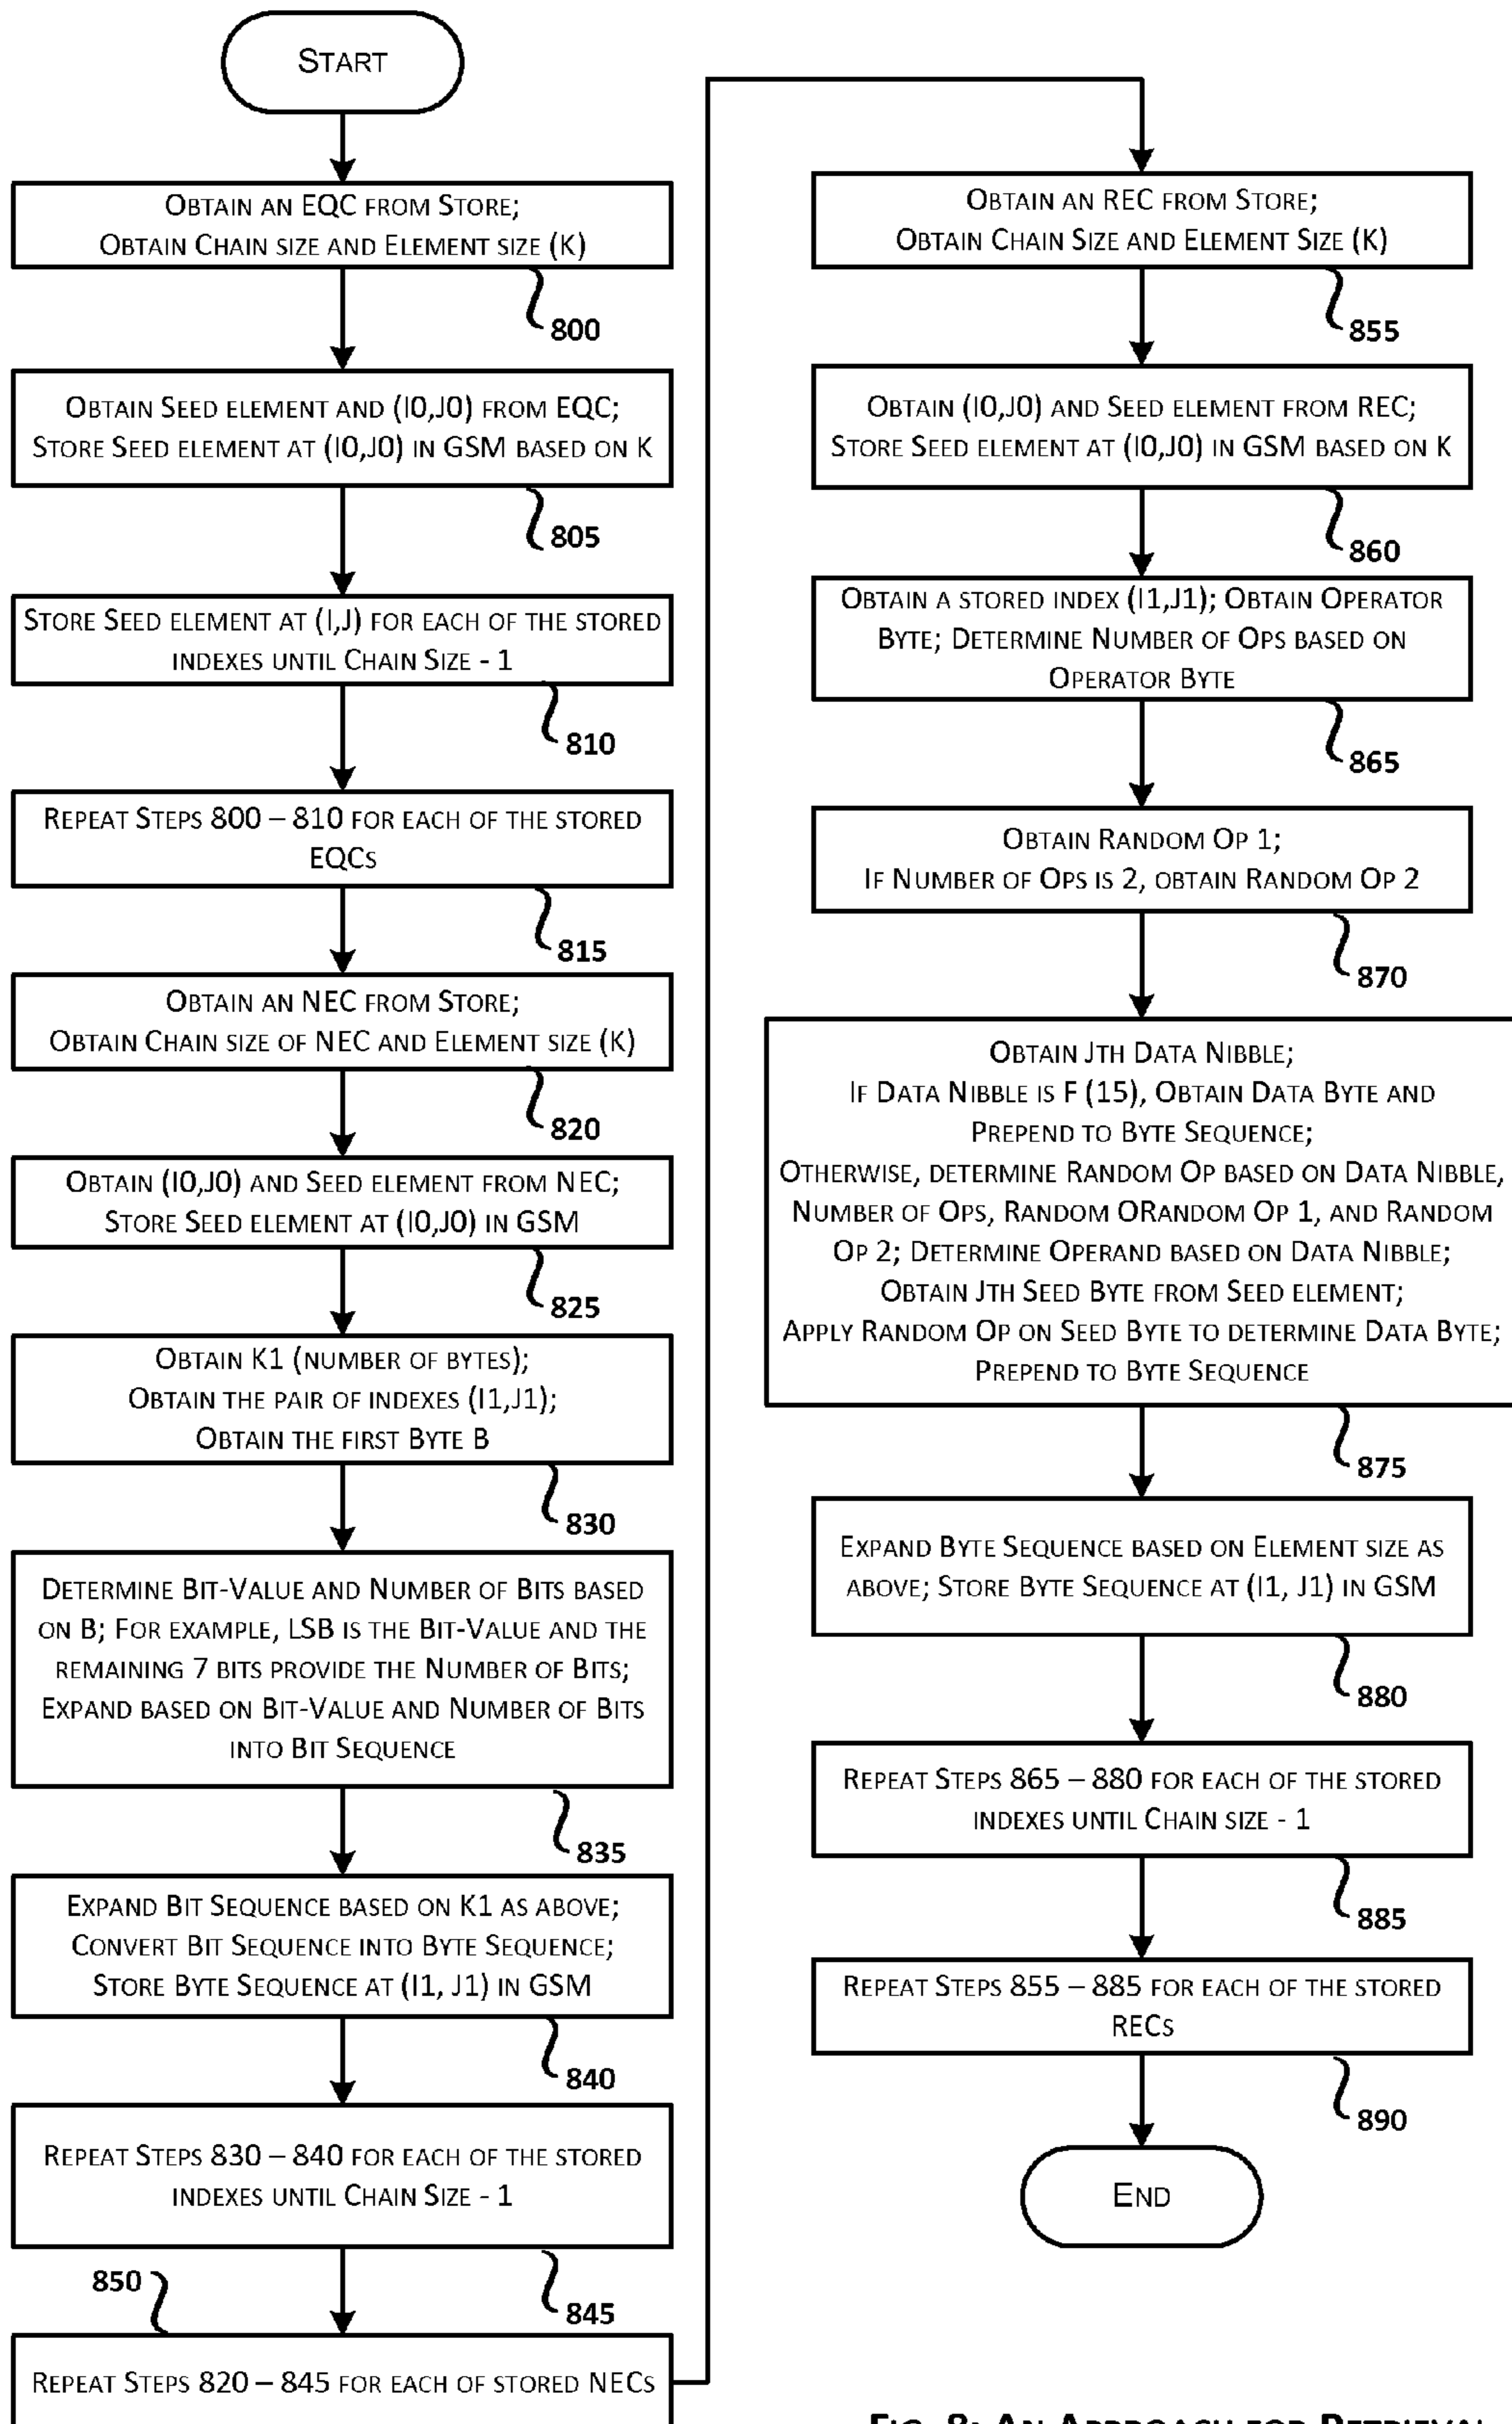 START
OBTAIN AN EQC FROM STORE;
OBTAIN CHAIN SIZE AND ELEMENT SIZE (K)
800
OBTAIN SEED ELEMENT AND (I0,J0) FROM EQC;
STORE SEED ELEMENT AT (I0,J0) IN GSM BASED ON K
805
STORE SEED ELEMENT AT (I,J) FOR EACH OF THE STORED
INDEXES UNTIL CHAIN SIZE - 1
810
REPEAT STEPS 800 – 810 FOR EACH OF THE STORED
EQCS
815
OBTAIN AN NEC FROM STORE;
OBTAIN CHAIN SIZE OF NEC AND ELEMENT SIZE (K)
820
OBTAIN (I0,J0) AND SEED ELEMENT FROM NEC;
STORE SEED ELEMENT AT (I0,J0) IN GSM
825
OBTAIN K1 (NUMBER OF BYTES);
OBTAIN THE PAIR OF INDEXES (I1,J1);
OBTAIN THE FIRST BYTE B
830
DETERMINE BIT-VALUE AND NUMBER OF BITS BASED
ON B; FOR EXAMPLE, LSB IS THE BIT-VALUE AND THE
REMAINING 7 BITS PROVIDE THE NUMBER OF BITS;
EXPAND BASED ON BIT-VALUE AND NUMBER OF BITS
INTO BIT SEQUENCE
835
EXPAND BIT SEQUENCE BASED ON K1 AS ABOVE;
CONVERT BIT SEQUENCE INTO BYTE SEQUENCE;
STORE BYTE SEQUENCE AT (I1, J1) IN GSM
840
REPEAT STEPS 830 – 840 FOR EACH OF THE STORED
INDEXES UNTIL CHAIN SIZE - 1
845
850
REPEAT STEPS 820 – 845 FOR EACH OF STORED NECS
OBTAIN AN REC FROM STORE;
OBTAIN CHAIN SIZE AND ELEMENT SIZE (K)
855
OBTAIN (I0,J0) AND SEED ELEMENT FROM REC;
STORE SEED ELEMENT AT (I0,J0) IN GSM BASED ON K
860
OBTAIN A STORED INDEX (I1,J1); OBTAIN OPERATOR
BYTE; DETERMINE NUMBER OF OPS BASED ON
OPERATOR BYTE
865
OBTAIN RANDOM OP 1;
IF NUMBER OF OPS IS 2, OBTAIN RANDOM OP 2
870
OBTAIN JTH DATA NIBBLE;
IF DATA NIBBLE IS F (15), OBTAIN DATA BYTE AND
PREPEND TO BYTE SEQUENCE;
OTHERWISE, DETERMINE RANDOM OP BASED ON DATA NIBBLE,
NUMBER OF OPS, RANDOM ORANDOM OP 1, AND RANDOM
OP 2; DETERMINE OPERAND BASED ON DATA NIBBLE;
OBTAIN JTH SEED BYTE FROM SEED ELEMENT;
APPLY RANDOM OP ON SEED BYTE TO DETERMINE DATA BYTE;
PREPEND TO BYTE SEQUENCE
875
EXPAND BYTE SEQUENCE BASED ON ELEMENT SIZE AS
ABOVE; STORE BYTE SEQUENCE AT (I1, J1) IN GSM
880
REPEAT STEPS 865 – 880 FOR EACH OF THE STORED
INDEXES UNTIL CHAIN SIZE - 1
885
REPEAT STEPS 855 – 885 FOR EACH OF THE STORED
RECS
890
END
FIG. 8: AN APPROACH FOR RETRIEVAL